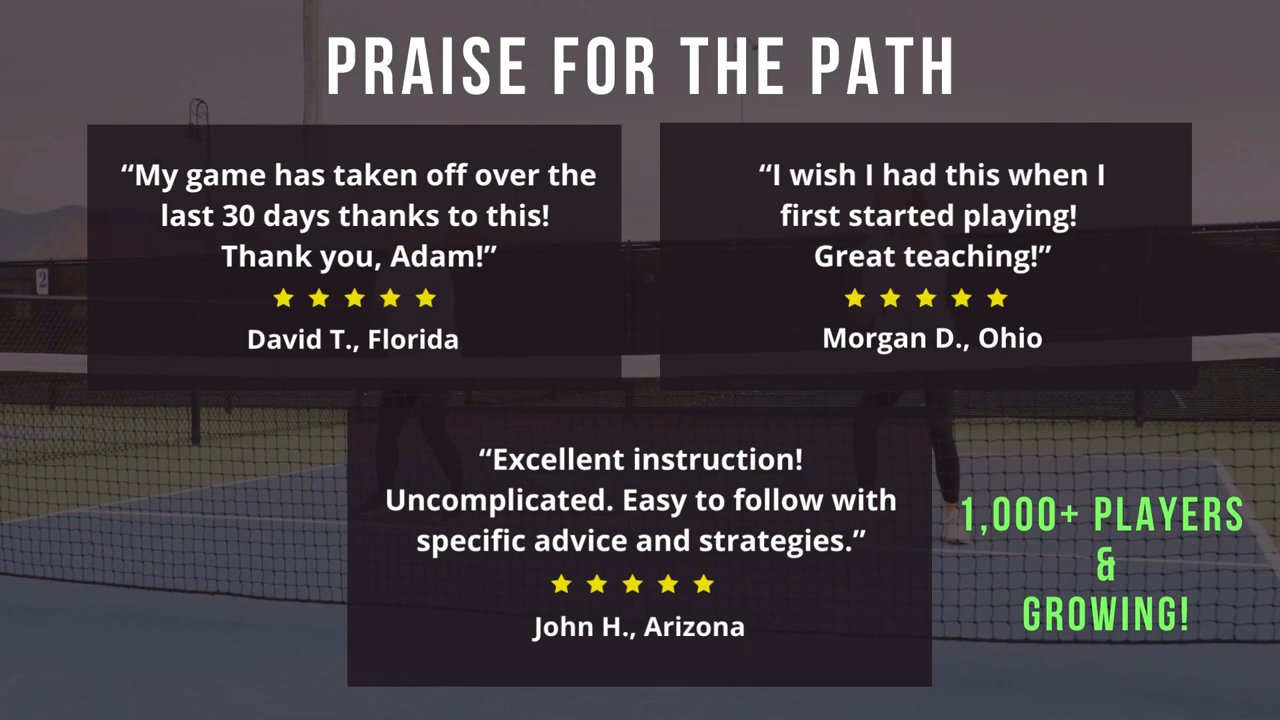 PRAISE FOR THE PATH
“My game has taken off over the
last 30 days thanks to this!
Thank you, Adam!”
David T., Florida
“I wish I had this when I
first started playing!
Great teaching!”
Morgan D., Ohio
“Excellent instruction!
Uncomplicated. Easy to follow with
specific advice and strategies.”
John H., Arizona
1,000+ PLAYERS
&
GROWING!
2